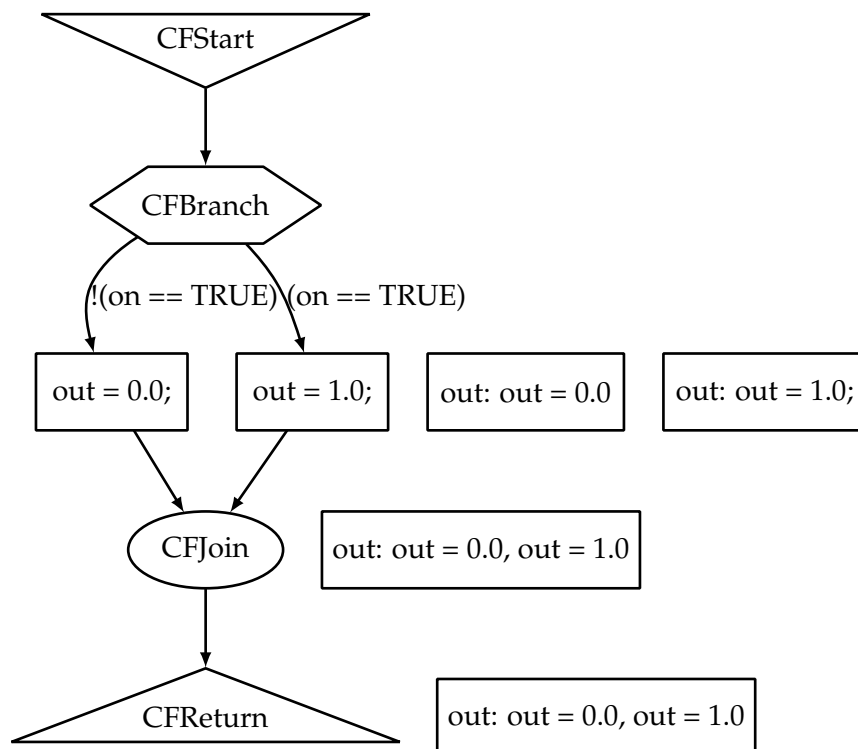 CFStart
CFBranch
!(on == TRUE) (on == TRUE)
out = 0.0;
out = 1.0;
out: out = 0.0
out: out = 1.0;
CFJoin
out: out = 0.0, out = 1.0
CFReturn
out: out = 0.0, out = 1.0